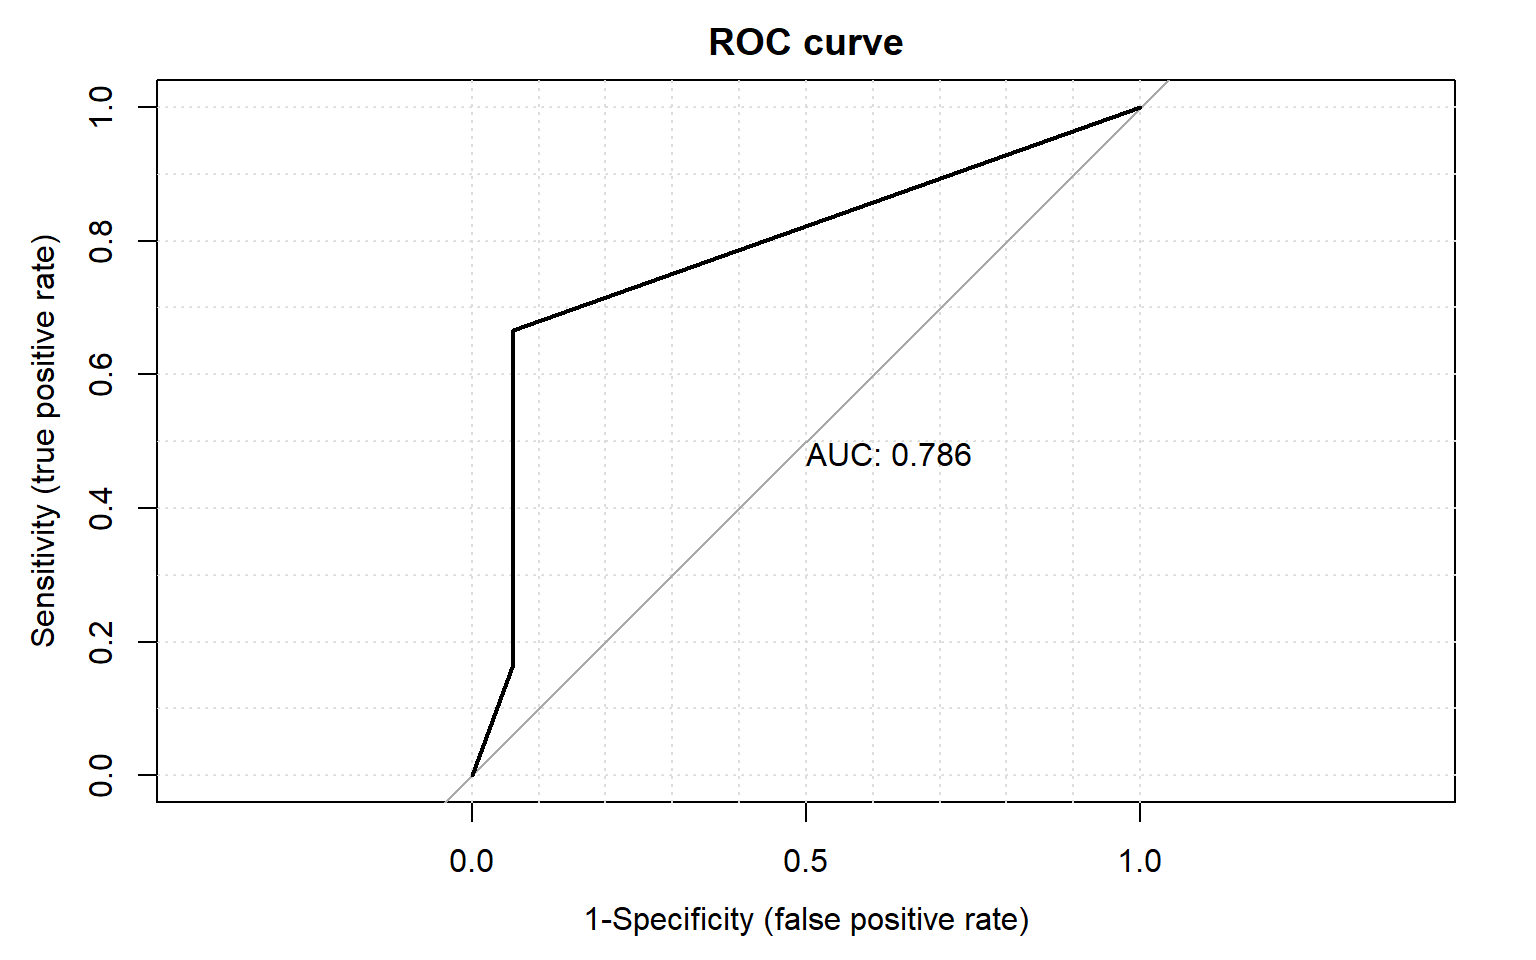 ROC curve
Sensitivity (true positive rate)
1.0
0.8
0.6
0.4
0.2
0.0
AUC: 0.786
0.0 0.5 1.0
1-Specificity (false positive rate)